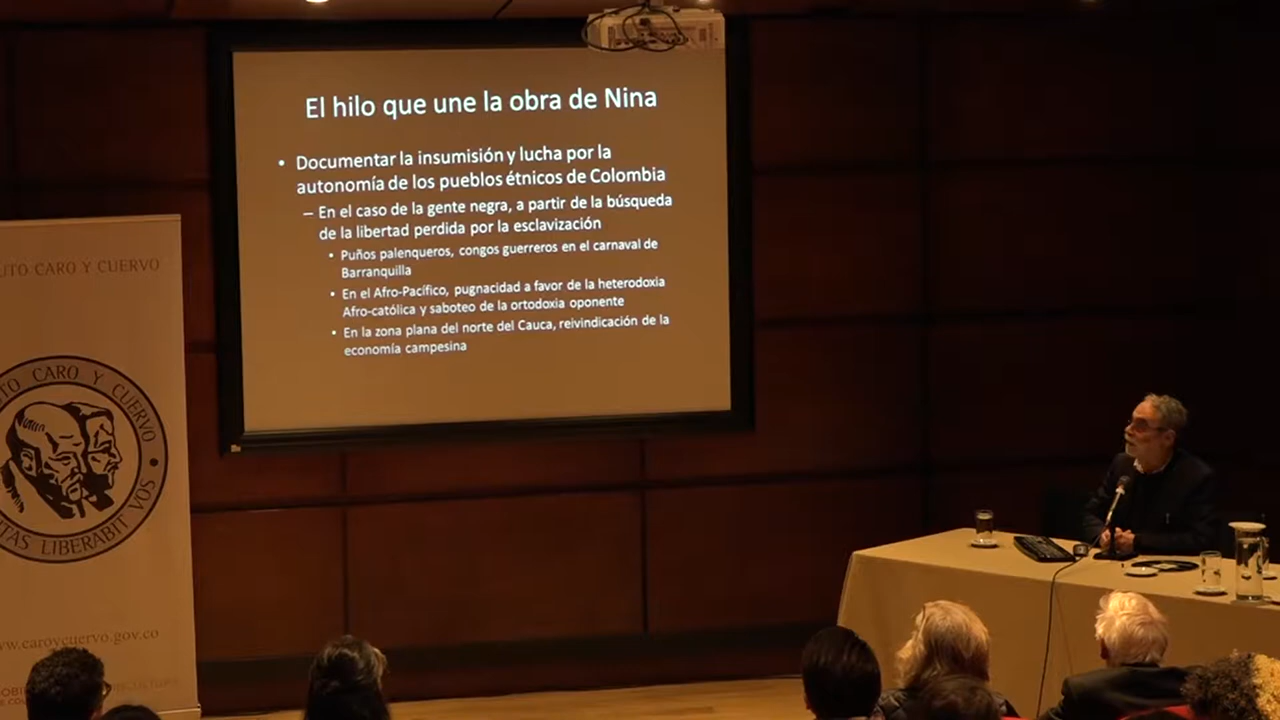 El hilo que une la obra de Nina
• Documentar la insumisión y lucha por la
autonomía de los pueblos étnicos de Colombia
– En el caso de la gente negra, a partir de la búsqueda
de la libertad perdida por la esclavización
• Puños palenqueros, congos guerreros en el carnaval de
Barranquilla
• En el Afro-Pacífico, pugnacidad a favor de la heterodoxia
Afro-católica y saboteo de la ortodoxia oponente
• En la zona plana del norte del Cauca, reivindicación de la
economía campesina
UTO CARO Y CUERVO
TO CARO Y CUERVO
TAS LIBERABIT VOS
www.caroycuervo.gov.co